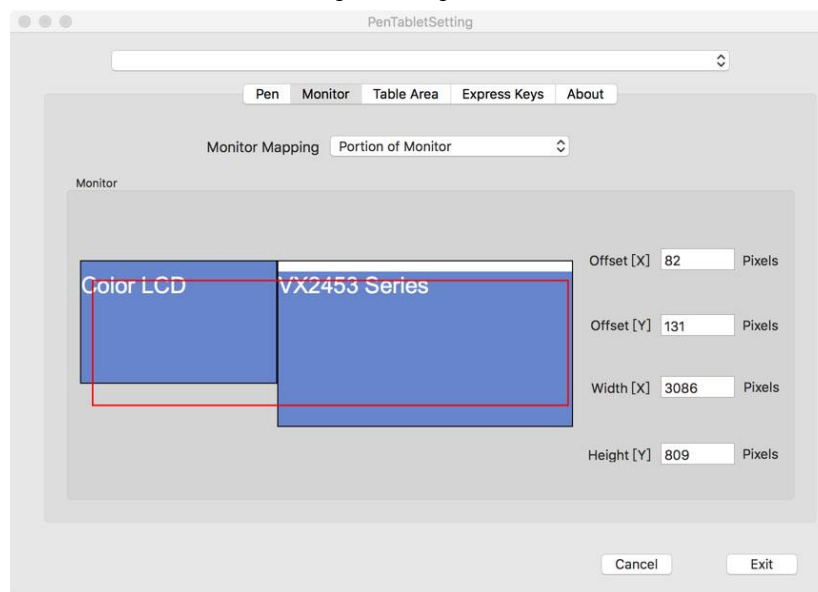 PenTabletSetting
Pen Monitor Table Area Express Keys About
Monitor Mapping Portion of Monitor
Monitor
Color LCD VX2453 Series
Offset [X] 82 Pixels
Offset [Y] 131 Pixels
Width [X] 3086 Pixels
Height [Y] 809 Pixels
Cancel Exit